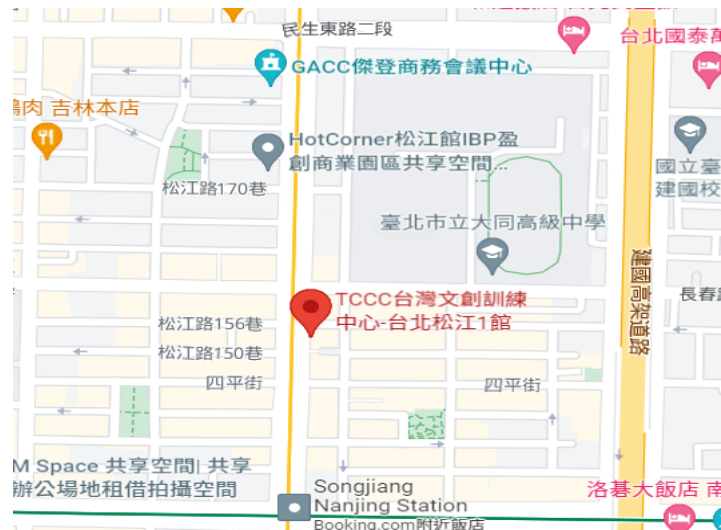 民生東路二段
台北國泰萬
GACC傑登商務會議中心
鴨肉 吉林本店
HotCorner松江館IBP盈
創商業園區共享空間...
國立臺
建國校
松江路170巷
臺北市立大同高級中學
建國高架道路
長春路
TCCC台灣文創訓練
中心-台北松江1館
松江路156巷
松江路150巷
四平街
四平街
M Space 共享空間| 共享
辦公場地租借拍攝空間
洛碁大飯店 南
Songjiang
Nanjing Station
Booking.com附近飯店